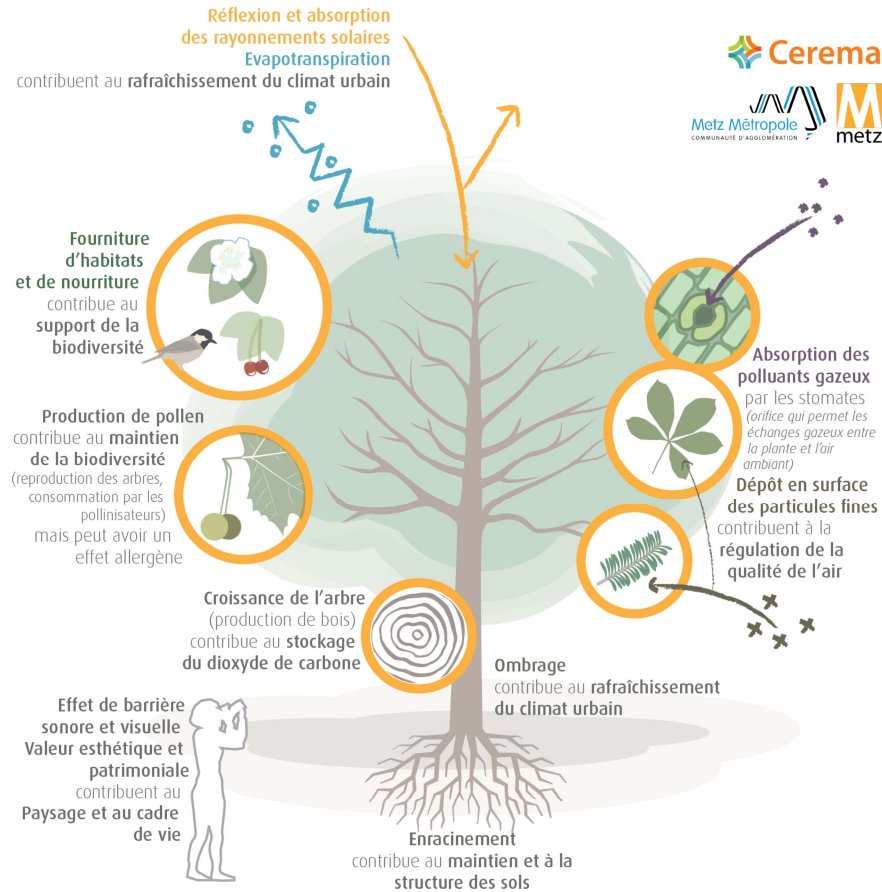 Réflexion et absorption
des rayonnements solaires
Evapotranspiration
contribuent au rafraîchissement du climat urbain
Cerema
Metz Métropole
COMMUNAUTÉ D'AGGLOMÉRATION
M
metz
Fourniture
d'habitats
et de nourriture
contribue au
support de la
biodiversité
Absorption des
polluants gazeux
par les stomates
(orifice qui permet les
échanges gazeux entre
la plante et l'air
ambiant)
Production de pollen
contribue au maintien
de la biodiversité
(reproduction des arbres,
consommation par les
pollinisateurs)
mais peut avoir un
effet allergène
Dépôt en surface
des particules fines
contribuent à la
régulation de la
qualité de l'air
Croissance de l'arbre
(production de bois)
contribue au stockage
du dioxyde de carbone
Ombrage
contribue au rafraîchissement
du climat urbain
Effet de barrière
sonore et visuelle
Valeur esthétique et
patrimoniale
contribuent au
Paysage et au cadre
de vie
Enracinement
contribue au maintien et à la
structure des sols